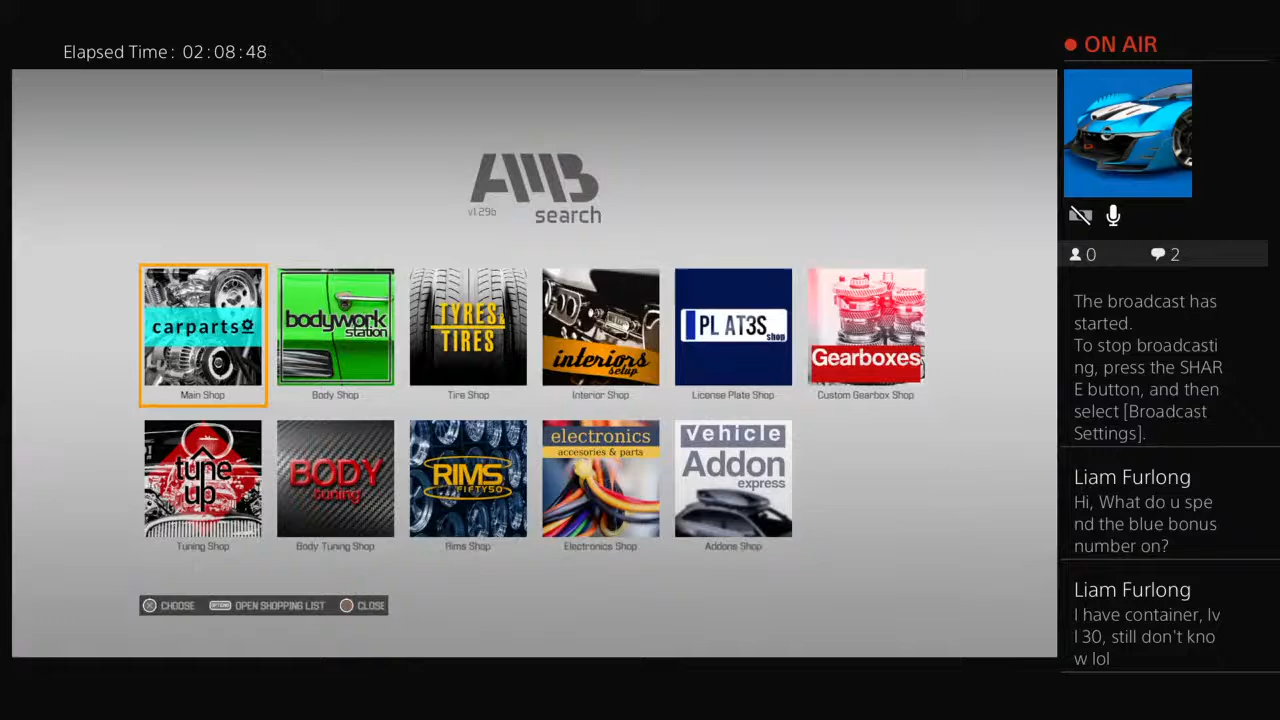 Elapsed Time: 02:08:48
ON AIR
AMB
v1.29b
search
carparts
Main Shop
bodywork
station
Body Shop
TYRES&
TIRES
Tire Shop
interiors
setup
Interior Shop
PL AT3S
shop
License Plate Shop
Gearboxes
Custom Gearbox Shop
tune
up
Tuning Shop
BODY
tuning
Body Tuning Shop
RIMS
FIFTY50
Rims Shop
electronics
accesories & parts
Electronics Shop
vehicle
Addon
express
Addons Shop
CHOOSE
OPTIONS
OPEN SHOPPING LIST
CLOSE
0
2
The broadcast has
started.
To stop broadcasti
ng, press the SHAR
E button, and then
select [Broadcast
Settings].
Liam Furlong
Hi, What do u spe
nd the blue bonus
number on?
Liam Furlong
I have container, lv
l 30, still don't kno
w lol